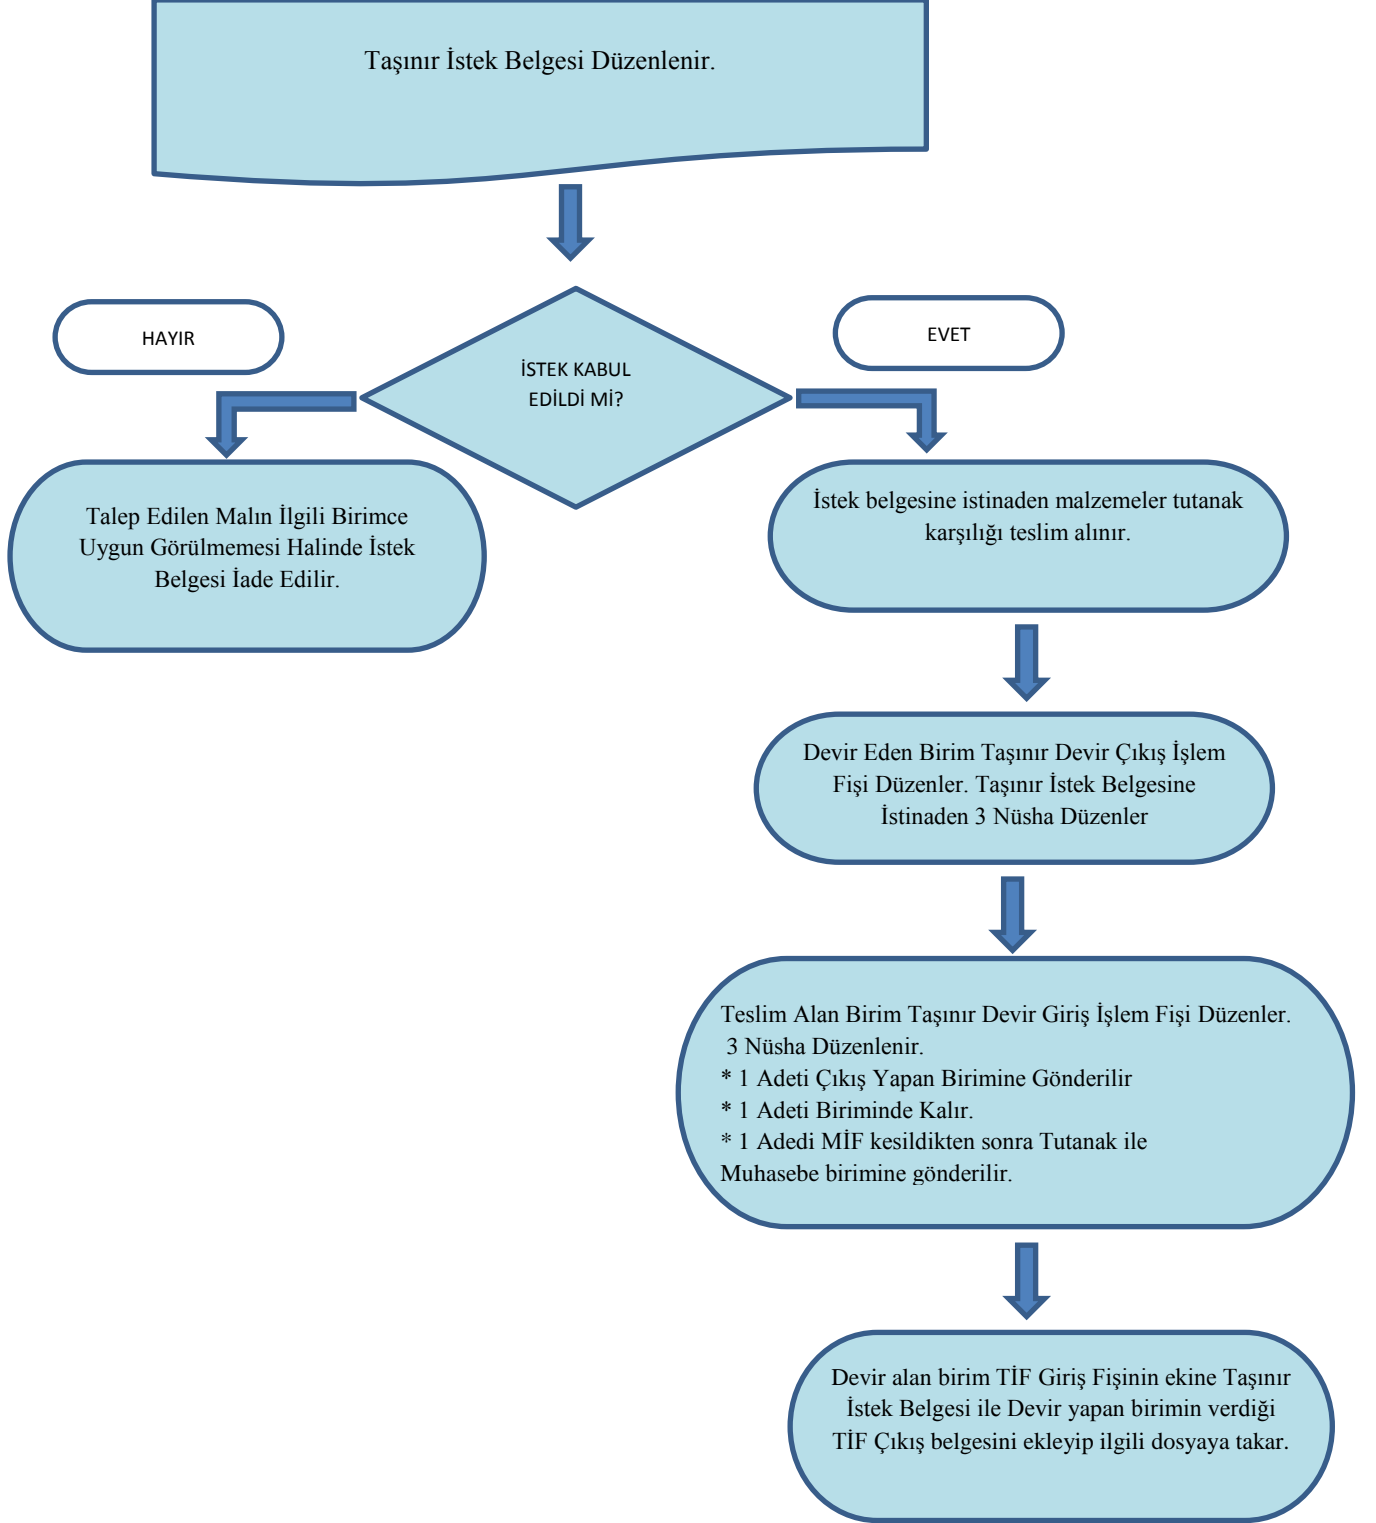 Taşınır İstek Belgesi Düzenlenir.
HAYIR
EVET
İSTEK KABUL
EDİLDİ Mİ?
Talep Edilen Malın İlgili Birimce
Uygun Görülmemesi Halinde İstek
Belgesi İade Edilir.
İstek belgesine istinaden malzemeler tutanak
karşılığı teslim alınır.
Devir Eden Birim Taşınır Devir Çıkış İşlem
Fişi Düzenler. Taşınır İstek Belgesine
İstinaden 3 Nüsha Düzenler
Teslim Alan Birim Taşınır Devir Giriş İşlem Fişi Düzenler.
3 Nüsha Düzenlenir.
* 1 Adeti Çıkış Yapan Birimine Gönderilir
* 1 Adeti Biriminde Kalır.
* 1 Adedi MİF kesildikten sonra Tutanak ile
Muhasebe birimine gönderilir.
Devir alan birim TİF Giriş Fişinin ekine Taşınır
İstek Belgesi ile Devir yapan birimin verdiği
TİF Çıkış belgesini ekleyip ilgili dosyaya takar.